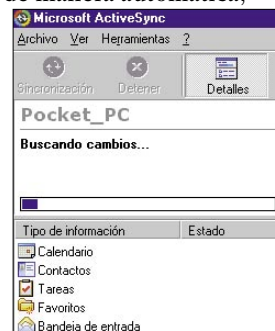 de manera automática,
Microsoft ActiveSync
Archivo Ver Herramientas ?
Sincronización Detener Detalles
Pocket_PC
Buscando cambios...
Tipo de información Estado
Calendario
Contactos
Tareas
Favoritos
Bandeja de entrada